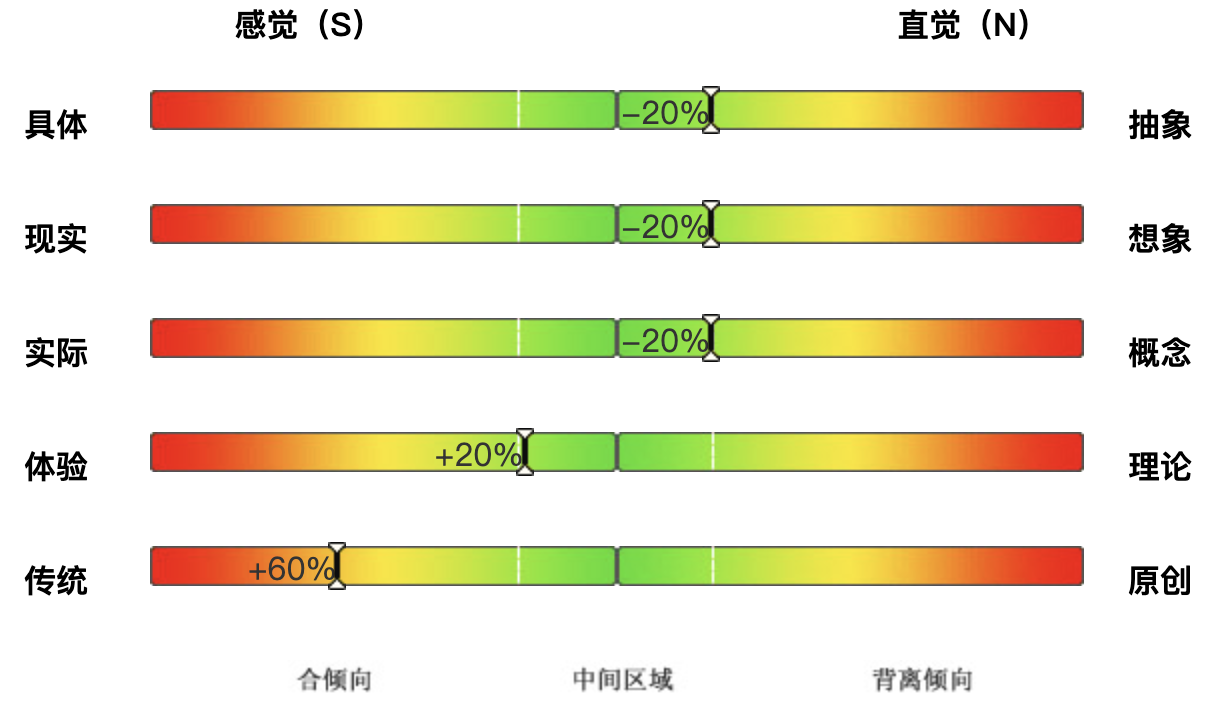 感觉（S） 直觉（N）
具体 −20% 抽象
现实 −20% 想象
实际 −20% 概念
体验 +20% 理论
传统 +60% 原创
合倾向 中间区域 背离倾向